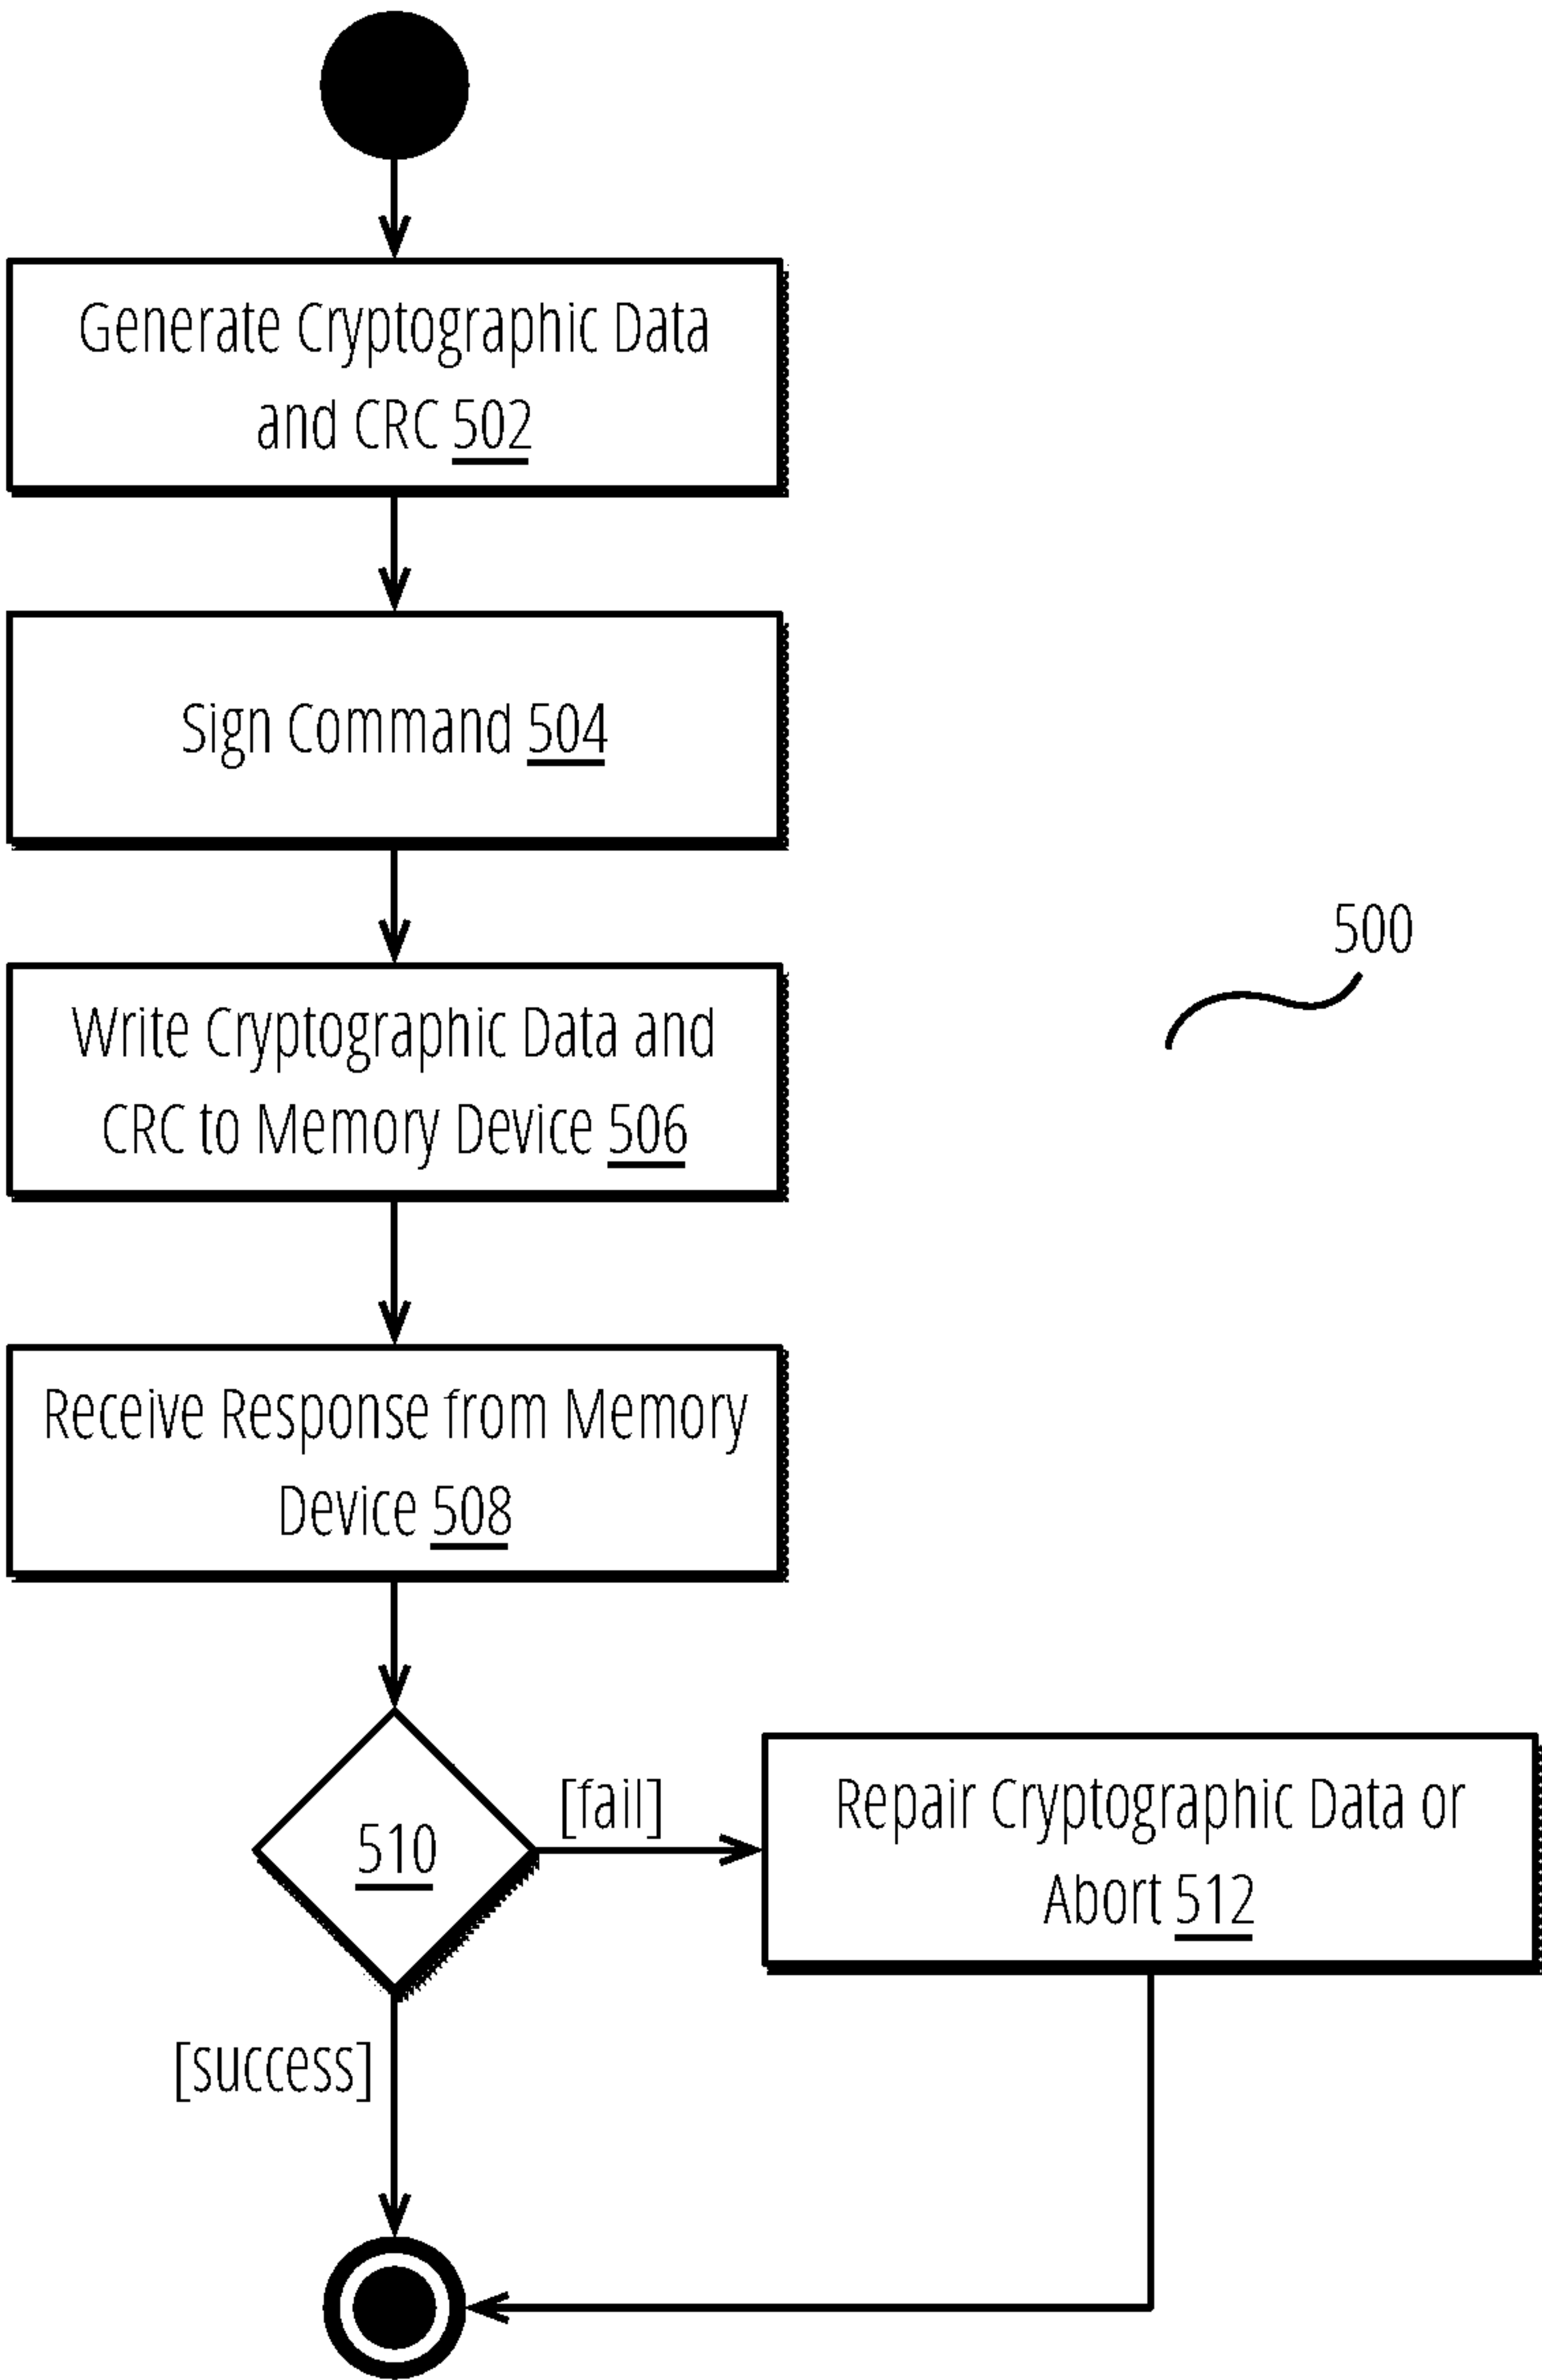 Generate Cryptographic Data
and CRC 502
Sign Command 504
500
Write Cryptographic Data and
CRC to Memory Device 506
Receive Response from Memory
Device 508
510
[fail]
Repair Cryptographic Data or
Abort 512
[success]